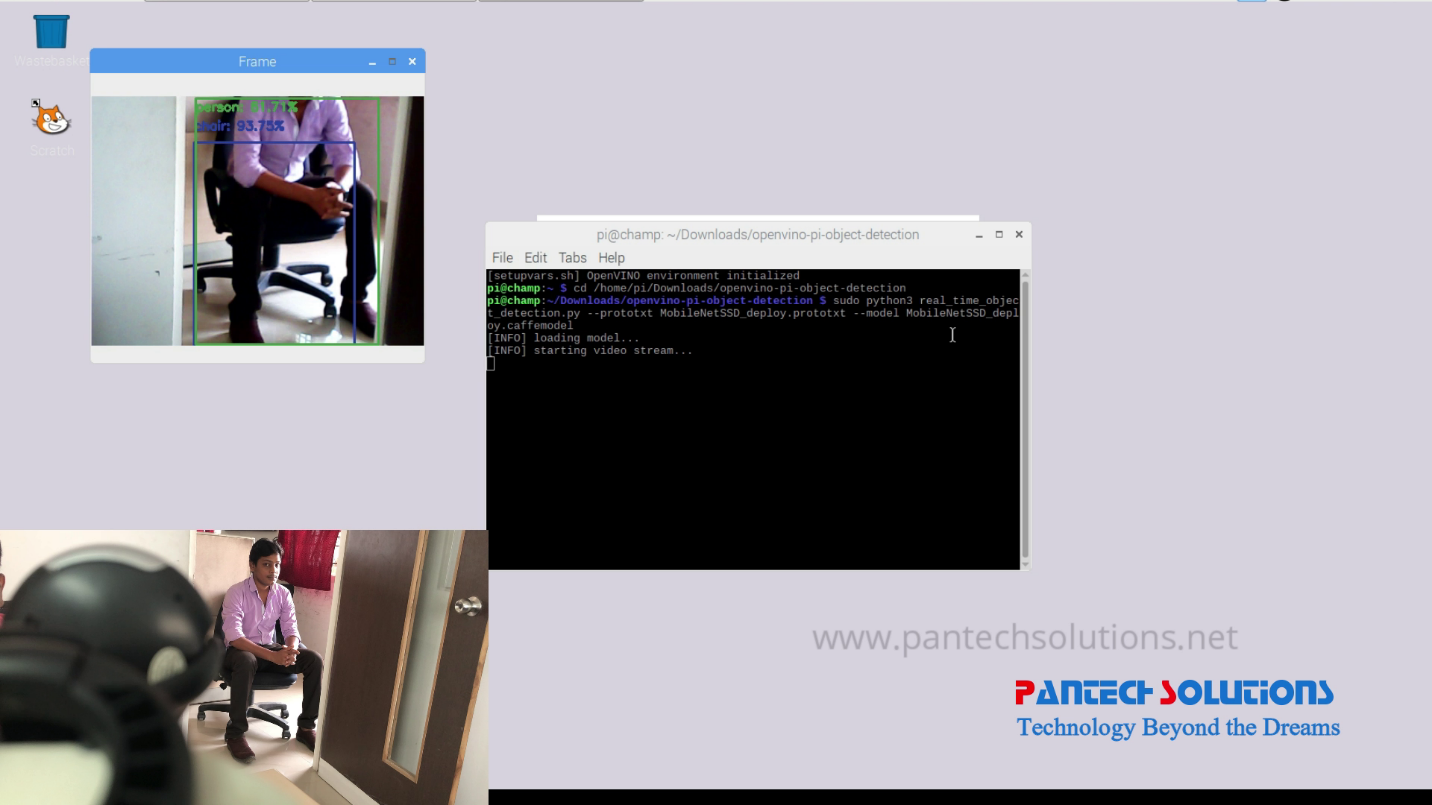 Wastebasket
Scratch
Frame
chair: 93.75%
pi@champ: ~/Downloads/openvino-pi-object-detection
File Edit Tabs Help
[setupvars.sh] OpenVINO environment initialized
pi@champ:~ $ cd /home/pi/Downloads/openvino-pi-object-detection
pi@champ:~/Downloads/openvino-pi-object-detection $ sudo python3 real_time_objec
t_detection.py --prototxt MobileNetSSD_deploy.prototxt --model MobileNetSSD_depl
oy.caffemodel
[INFO] loading model...
[INFO] starting video stream...
www.pantechsolutions.net
PANTECH SOLUTIONS
Technology Beyond the Dreams